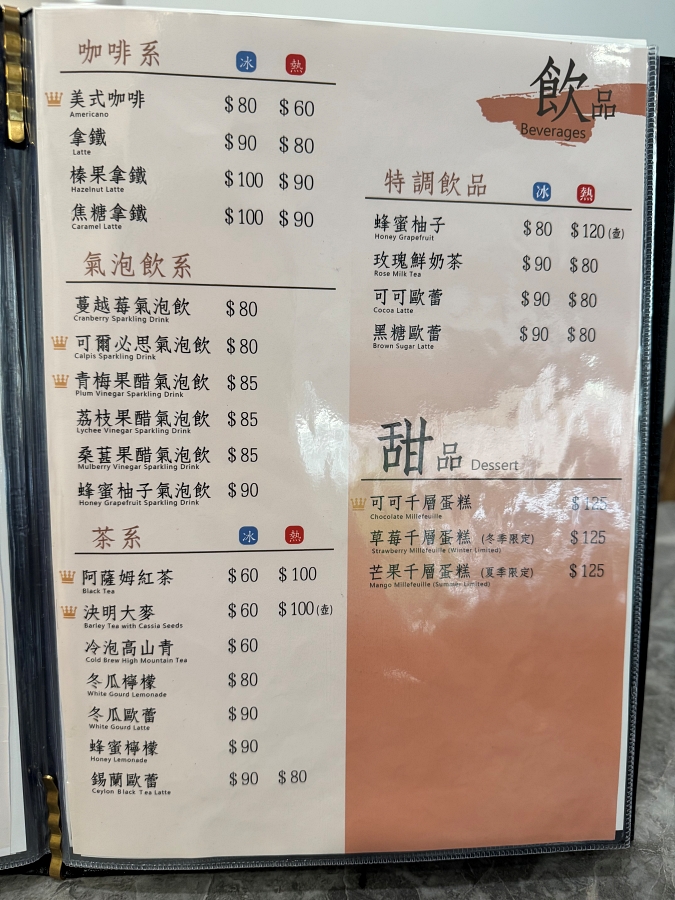 咖啡系 冰 熱
美式咖啡 $80 $60
Americano
拿鐵 $90 $80
Latte
榛果拿鐵 $100 $90
Hazelnut Latte
焦糖拿鐵 $100 $90
Caramel Latte
氣泡飲系
蔓越莓氣泡飲 $80
Cranberry Sparkling Drink
可爾必思氣泡飲 $80
Calpis Sparkling Drink
青梅果醋氣泡飲 $85
Plum Vinegar Sparkling Drink
荔枝果醋氣泡飲 $85
Lychee Vinegar Sparkling Drink
桑葚果醋氣泡飲 $85
Mulberry Vinegar Sparkling Drink
蜂蜜柚子氣泡飲 $90
Honey Grapefruit Sparkling Drink
茶系 冰 熱
阿薩姆紅茶 $60 $100
Black Tea
決明大麥 $60 $100(壺)
Barley Tea with Cassia Seeds
冷泡高山青 $60
Cold Brew High Mountain Tea
冬瓜檸檬 $80
White Gourd Lemonade
冬瓜歐蕾 $90
White Gourd Latte
蜂蜜檸檬 $90
Honey Lemonade
錫蘭歐蕾 $90 $80
Ceylon Black Tea Latte
飲品
Beverages
特調飲品 冰 熱
蜂蜜柚子 $80 $120(壺)
Honey Grapefruit
玫瑰鮮奶茶 $90 $80
Rose Milk Tea
可可歐蕾 $90 $80
Cocoa Latte
黑糖歐蕾 $90 $80
Brown Sugar Latte
甜品 Dessert
可可千層蛋糕 $125
Chocolate Millefeuille
草莓千層蛋糕 (冬季限定) $125
Strawberry Millefeuille (Winter Limited)
芒果千層蛋糕 (夏季限定) $125
Mango Millefeuille (Summer Limited)